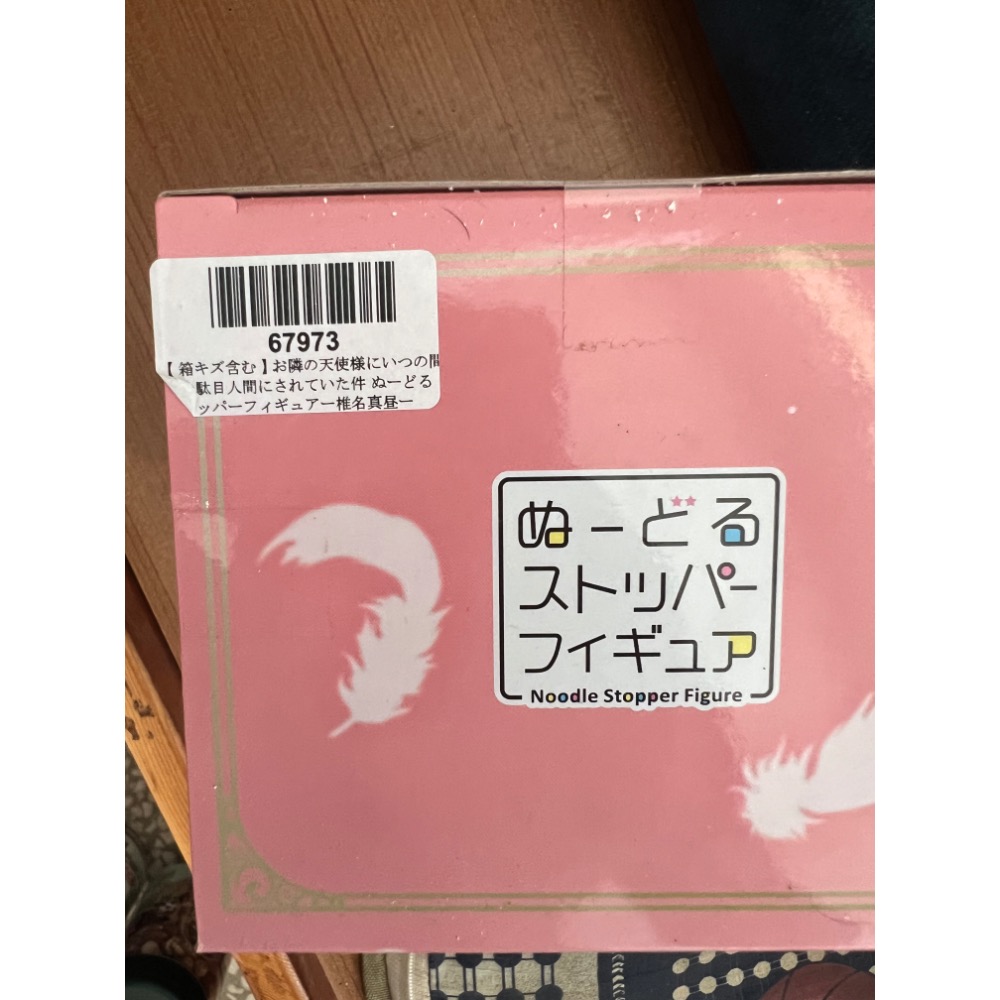 67973
【箱キズ含む】お隣の天使様にいつの間
駄目人間にされていた件 ぬーどる
ッパーフィギュアー椎名真昼ー
ぬーどる
ストッパー
フィギュア
Noodle Stopper Figure